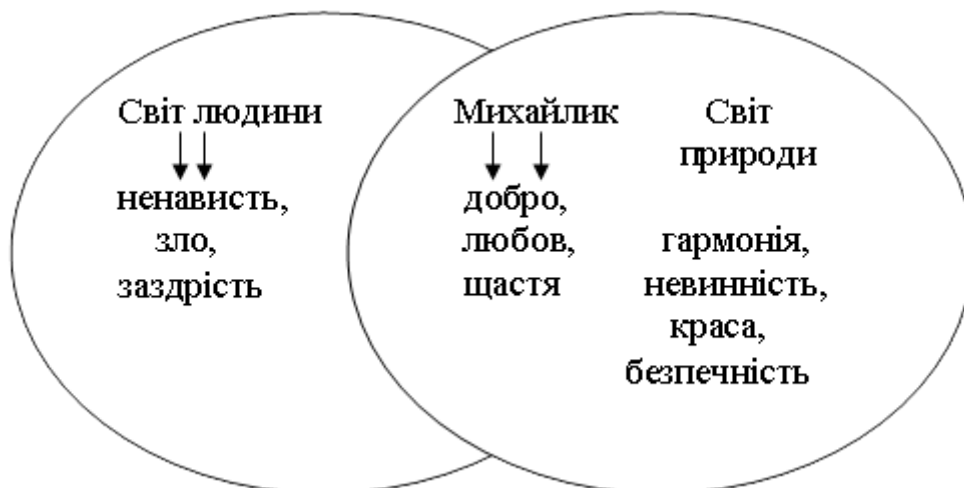 Світ людини
ненависть,
зло,
заздрість
Михайлик
добро,
любов,
щастя
Світ
природи
гармонія,
невинність,
краса,
безпечність